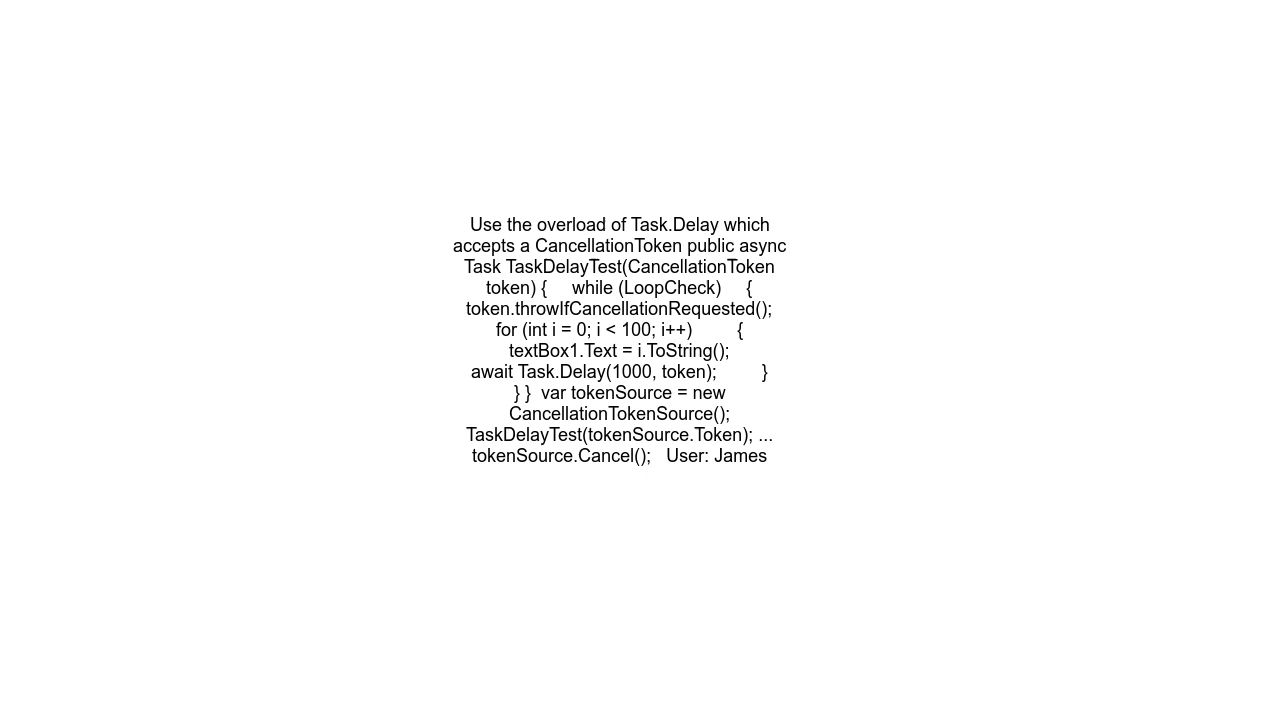 Use the overload of Task.Delay which
accepts a CancellationToken public async
Task TaskDelayTest(CancellationToken
token) {     while (LoopCheck)     {
token.throwIfCancellationRequested();
for (int i = 0; i < 100; i++)         {
textBox1.Text = i.ToString();
await Task.Delay(1000, token);         }
} }  var tokenSource = new
CancellationTokenSource();
TaskDelayTest(tokenSource.Token); ...
tokenSource.Cancel();   User: James